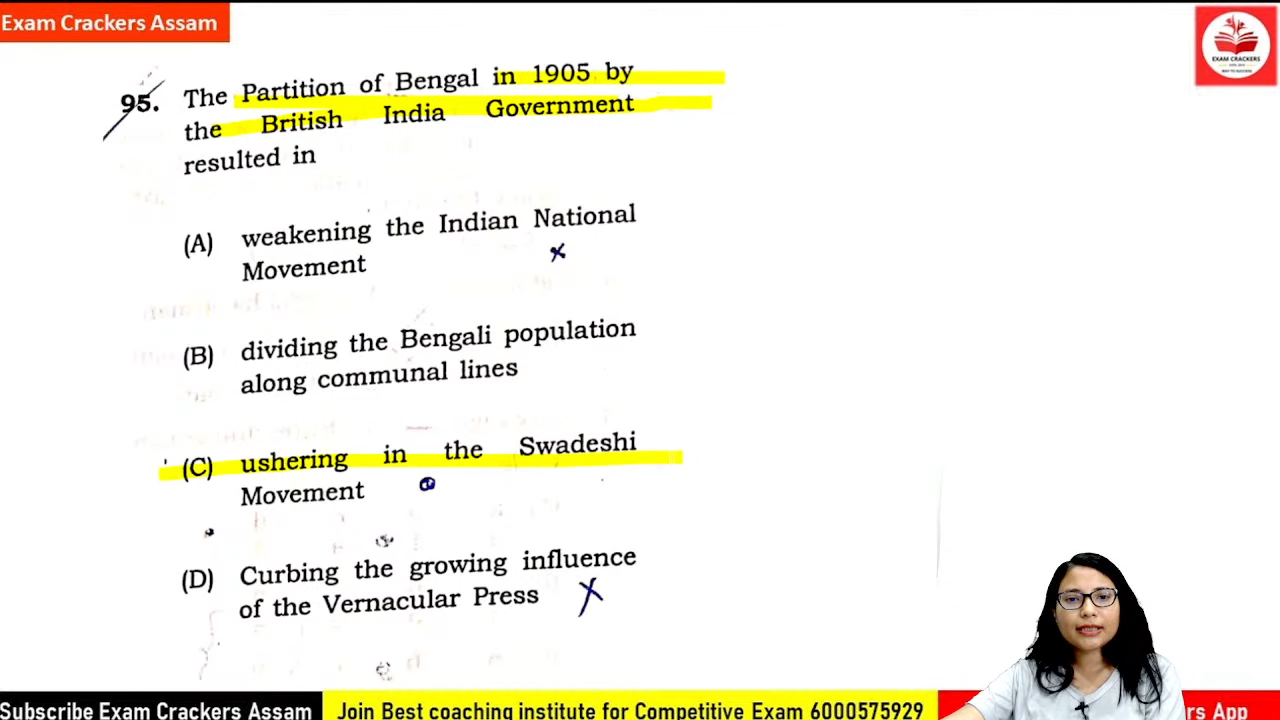 Exam Crackers Assam
EXAM CRACKERS
WAY TO SUCCESS
95. The Partition of Bengal in 1905 by
the British India Government
resulted in
(A) weakening the Indian National
Movement
(B) dividing the Bengali population
along communal lines
(C) ushering in the Swadeshi
Movement
(D) Curbing the growing influence
of the Vernacular Press
Subscribe Exam Crackers Assam
Join Best coaching institute for Competitive Exam 6000575929
rs App